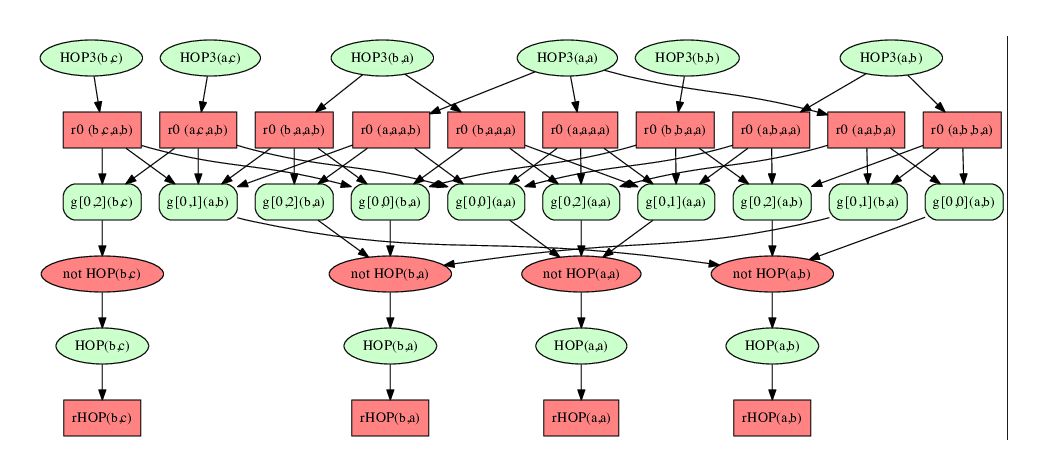 HOP3(b,c) HOP3(a,c) HOP3(b,a) HOP3(a,a) HOP3(b,b) HOP3(a,b)
r0 (b,c,a,b) r0 (a,c,a,b) r0 (b,a,a,b) r0 (a,a,a,b) r0 (b,a,a,a) r0 (a,a,a,a) r0 (b,b,a,a) r0 (a,b,a,a) r0 (a,a,b,a) r0 (a,b,b,a)
g[0,2](b,c) g[0,1](a,b) g[0,2](b,a) g[0,0](b,a) g[0,0](a,a) g[0,2](a,a) g[0,1](a,a) g[0,2](a,b) g[0,1](b,a) g[0,0](a,b)
not HOP(b,c) not HOP(b,a) not HOP(a,a) not HOP(a,b)
HOP(b,c) HOP(b,a) HOP(a,a) HOP(a,b)
rHOP(b,c) rHOP(b,a) rHOP(a,a) rHOP(a,b)